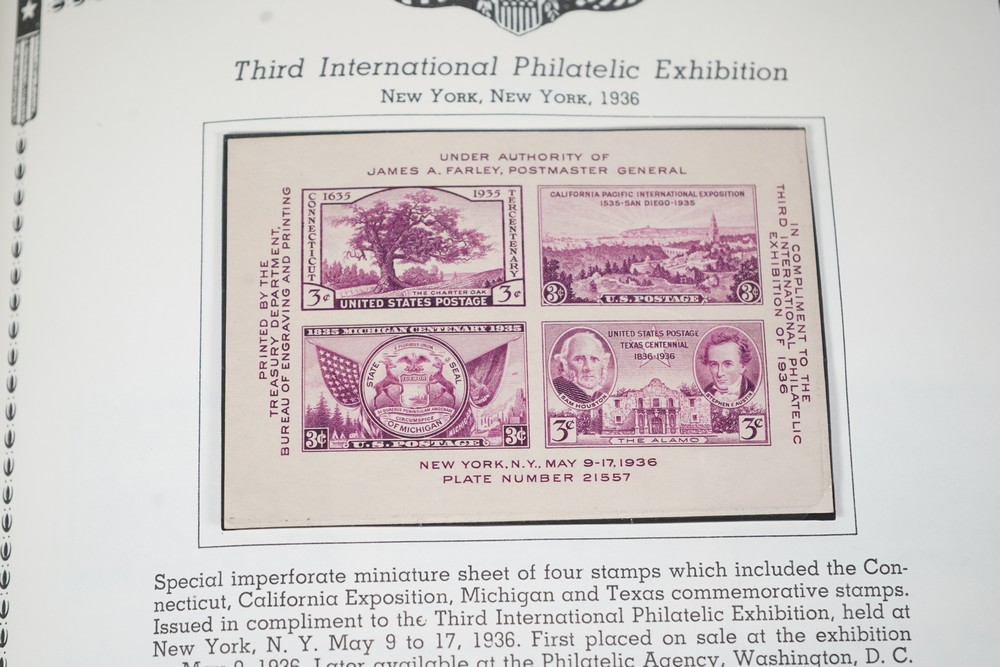 Third International Philatelic Exhibition
NEW YORK, NEW YORK, 1936
UNDER AUTHORITY OF
JAMES A. FARLEY, POSTMASTER GENERAL
PRINTED BY THE
TREASURY DEPARTMENT,
BUREAU OF ENGRAVING AND PRINTING
1635 1935
CONNECTICUT
TERCENTENARY
THE CHARTER OAK
3¢ 3¢
UNITED STATES POSTAGE
CALIFORNIA PACIFIC INTERNATIONAL EXPOSITION
1535-SAN DIEGO-1935
3¢ U.S. POSTAGE 3¢
1835 MICHIGAN CENTENARY 1935
E PLURIBUS UNUM
STATE SEAL
TUEBOR
CIRCUMSPICE
OF MICHIGAN
3¢ U.S. POSTAGE 3¢
UNITED STATES POSTAGE
TEXAS CENTENNIAL
1836-1936
SAM HOUSTON
STEPHEN F. AUSTIN
3¢ 3¢
THE ALAMO
IN COMPLIMENT TO THE
THIRD INTERNATIONAL PHILATELIC
EXHIBITION OF 1936
NEW YORK, N.Y., MAY 9-17, 1936
PLATE NUMBER 21557
Special imperforate miniature sheet of four stamps which included the Con-
necticut, California Exposition, Michigan and Texas commemorative stamps.
Issued in compliment to the Third International Philatelic Exhibition, held at
New York, N. Y. May 9 to 17, 1936. First placed on sale at the exhibition
May 9, 1936. Later available at the Philatelic Agency, Washington, D. C.